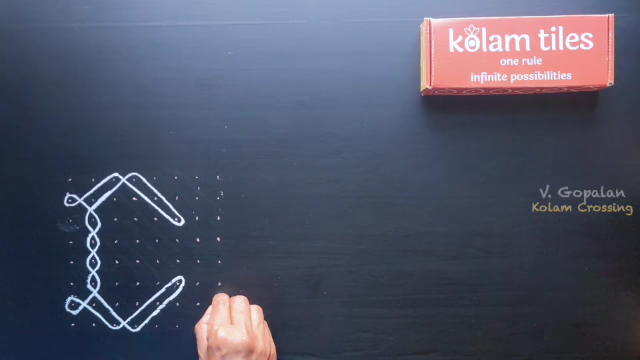 kolam tiles
one rule
infinite possibilities
V. Gopalan
Kolam Crossing